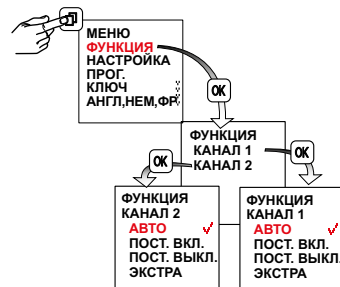 МЕНЮ
ФУНКЦИЯ
НАСТРОЙКА
ПРОГ.
КЛЮЧ
АНГЛ,НЕМ,ФР
OK
ФУНКЦИЯ
КАНАЛ 1
КАНАЛ 2
OK
OK
ФУНКЦИЯ
КАНАЛ 2
АВТО
ПОСТ. ВКЛ.
ПОСТ. ВЫКЛ.
ЭКСТРА
ФУНКЦИЯ
КАНАЛ 1
АВТО
ПОСТ. ВКЛ.
ПОСТ. ВЫКЛ.
ЭКСТРА